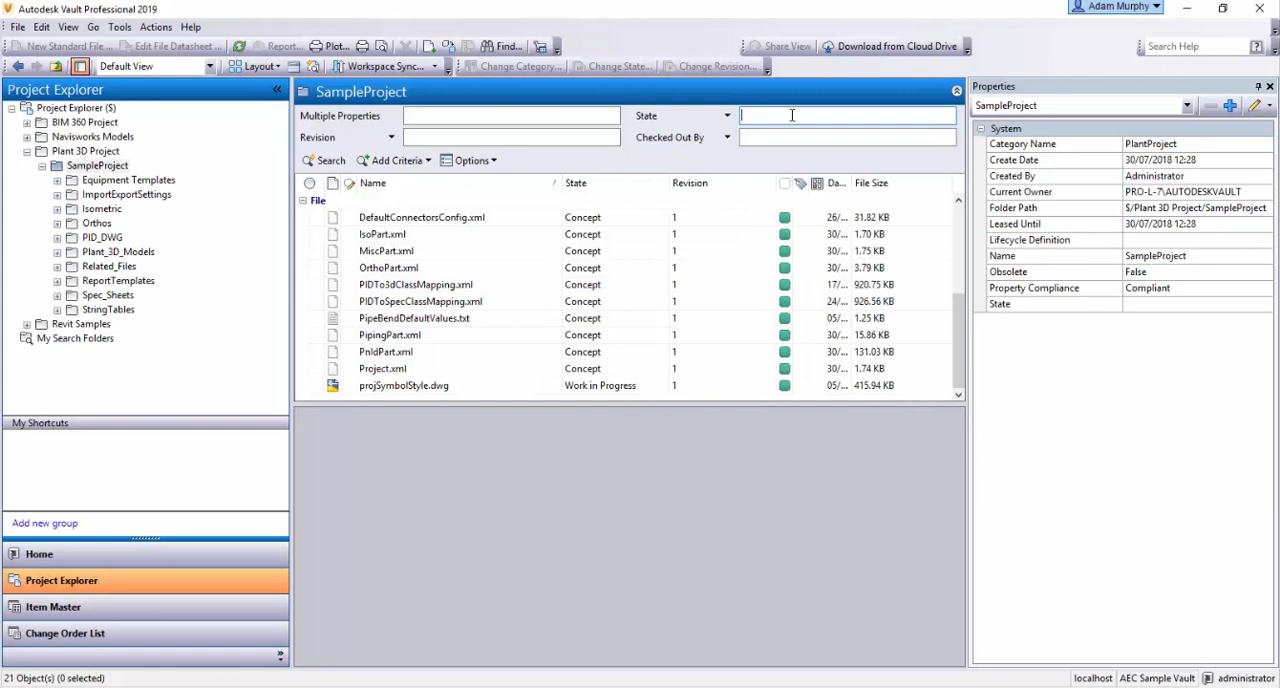 Autodesk Vault Professional 2019
Adam Murphy
File Edit View Go Tools Actions Help
New Standard File... Edit File Datasheet... Report... Plot... Find... Share View Download from Cloud Drive Search Help
Default View Layout Workspace Sync... Change Category... Change State... Change Revision...
Project Explorer
Project Explorer ($)
BIM 360 Project
Navisworks Models
Plant 3D Project
SampleProject
Equipment Templates
ImportExportSettings
Isometric
Orthos
PID_DWG
Plant_3D_Models
Related_Files
ReportTemplates
Spec_Sheets
StringTables
Revit Samples
My Search Folders
My Shortcuts
Add new group
Home
Project Explorer
Item Master
Change Order List
SampleProject
Multiple Properties State
Revision Checked Out By
Search Add Criteria Options
Name / State Revision Da... File Size
File
DefaultConnectorsConfig.xml Concept 1 26/... 31.82 KB
IsoPart.xml Concept 1 30/... 1.70 KB
MiscPart.xml Concept 1 30/... 1.75 KB
OrthoPart.xml Concept 1 30/... 3.79 KB
PIDTo3dClassMapping.xml Concept 1 17/... 920.75 KB
PIDToSpecClassMapping.xml Concept 1 24/... 926.56 KB
PipeBendDefaultValues.txt Concept 1 05/... 1.25 KB
PipingPart.xml Concept 1 30/... 15.86 KB
PnIdPart.xml Concept 1 30/... 131.03 KB
Project.xml Concept 1 30/... 1.74 KB
projSymbolStyle.dwg Work in Progress 1 05/... 415.94 KB
Properties
SampleProject
System
Category Name PlantProject
Create Date 30/07/2018 12:28
Created By Administrator
Current Owner PRO-L-7\AUTODESKVAULT
Folder Path $/Plant 3D Project/SampleProject
Leased Until 30/07/2018 12:28
Lifecycle Definition
Name SampleProject
Obsolete False
Property Compliance Compliant
State
21 Object(s) (0 selected) localhost AEC Sample Vault administrator